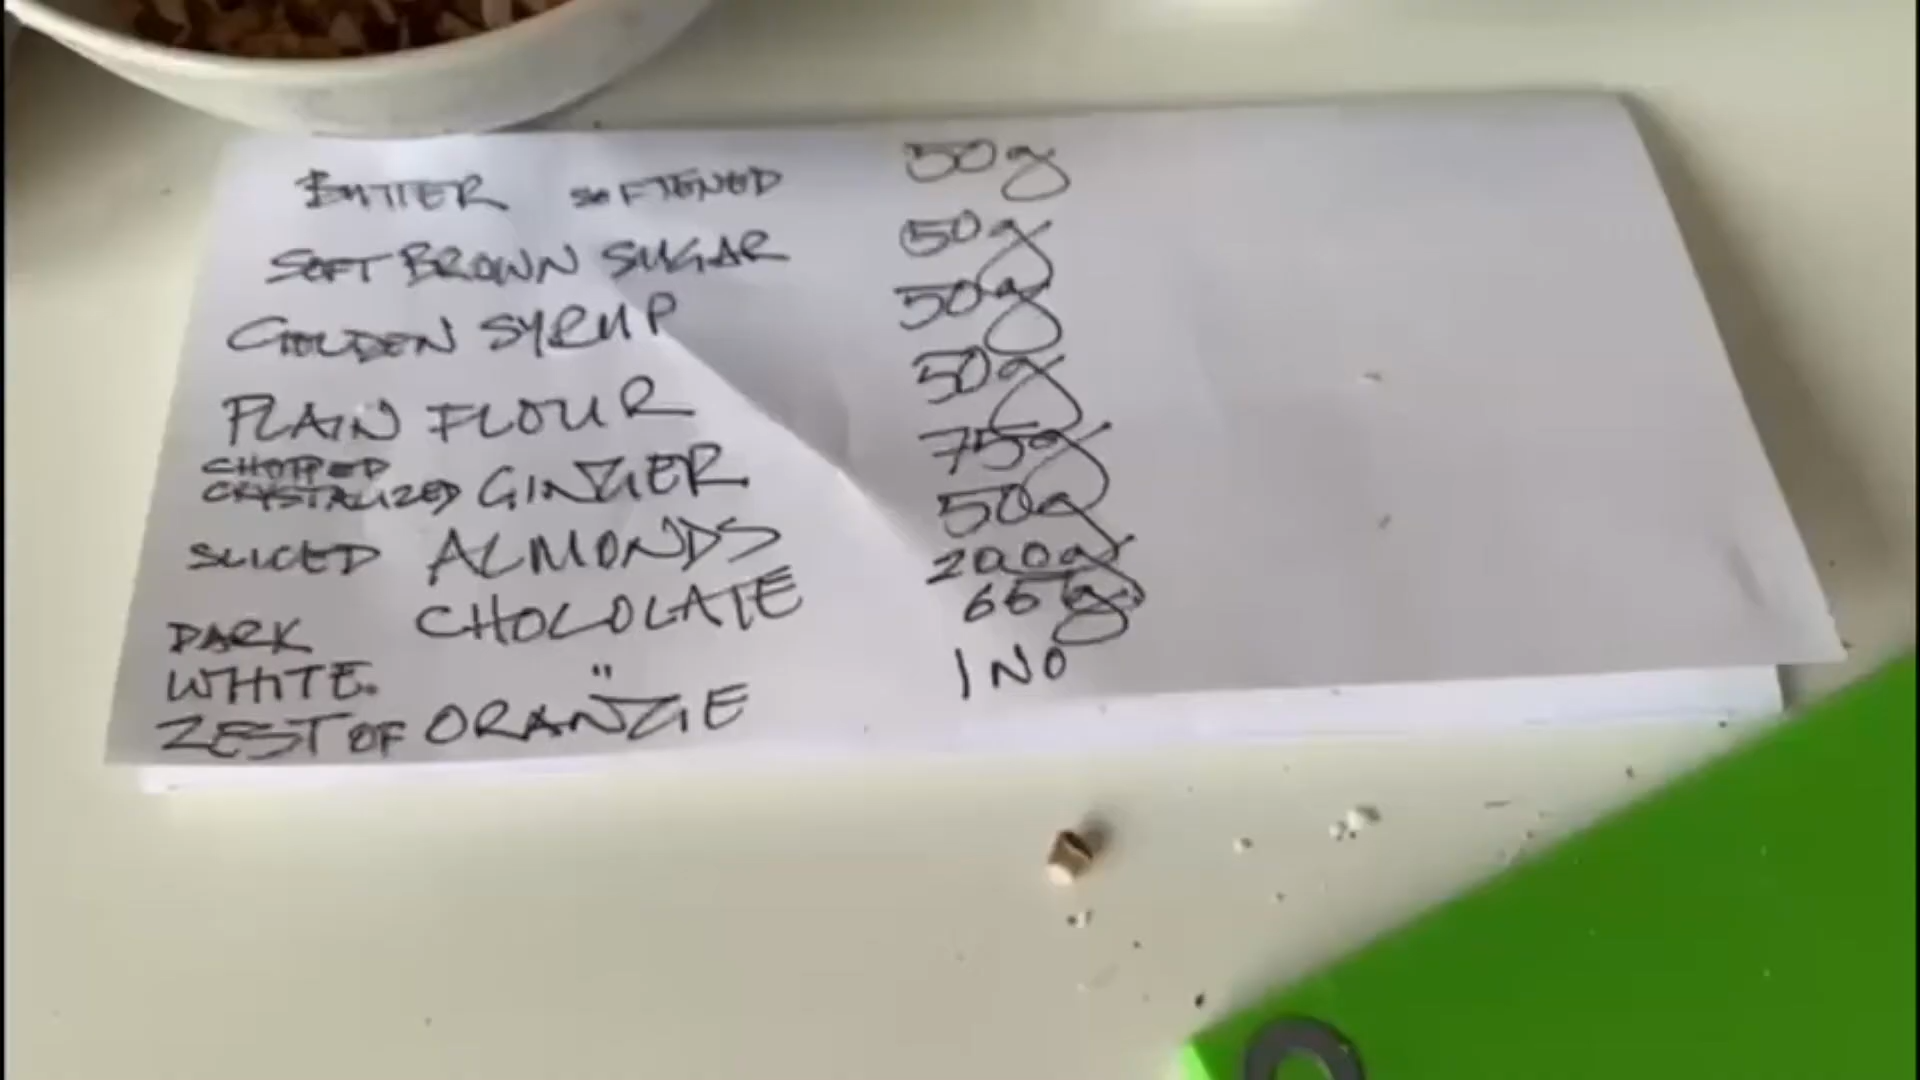 BUTTER SOFTENED 50g
SOFT BROWN SUGAR 50g
GOLDEN SYRUP 50g
PLAIN FLOUR 50g
CHOPPED
CRYSTALIZED GINGER 75g
SLICED ALMONDS 50g
DARK CHOCOLATE 200g
WHITE. " 65g
ZEST OF ORANGE 1 NO